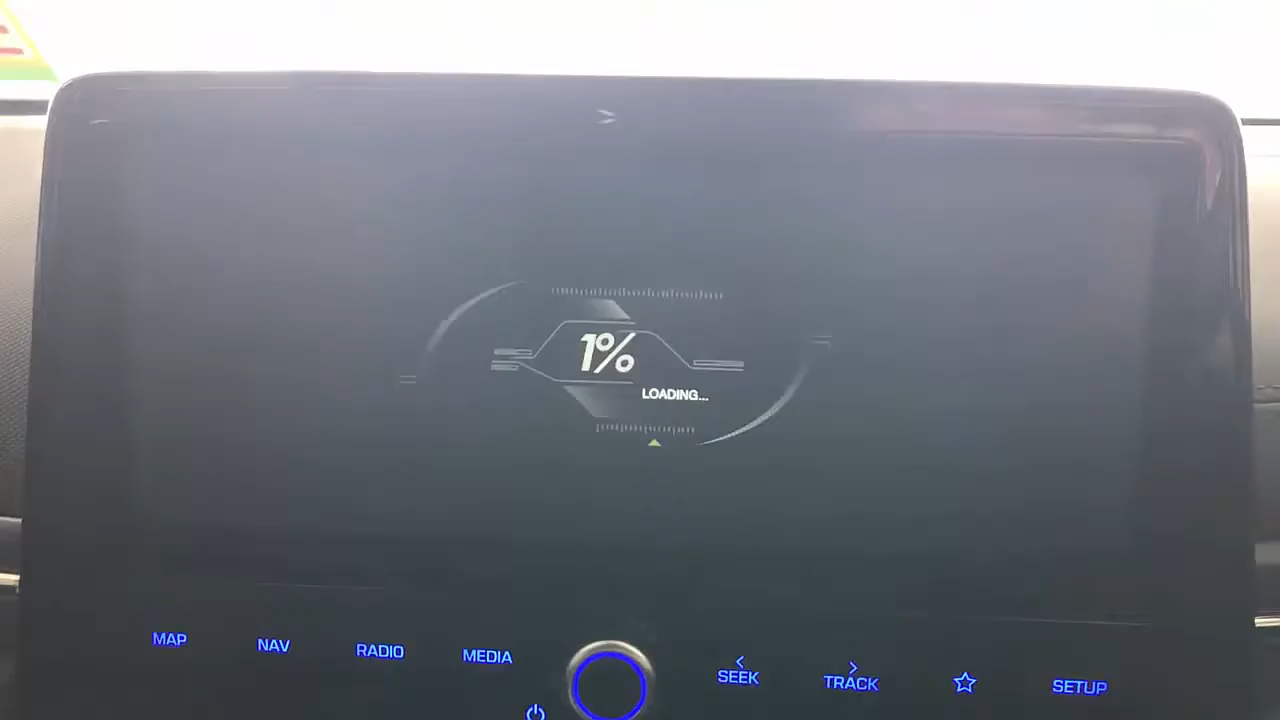 1%
LOADING...
MAP
NAV
RADIO
MEDIA
< SEEK
> TRACK
SETUP